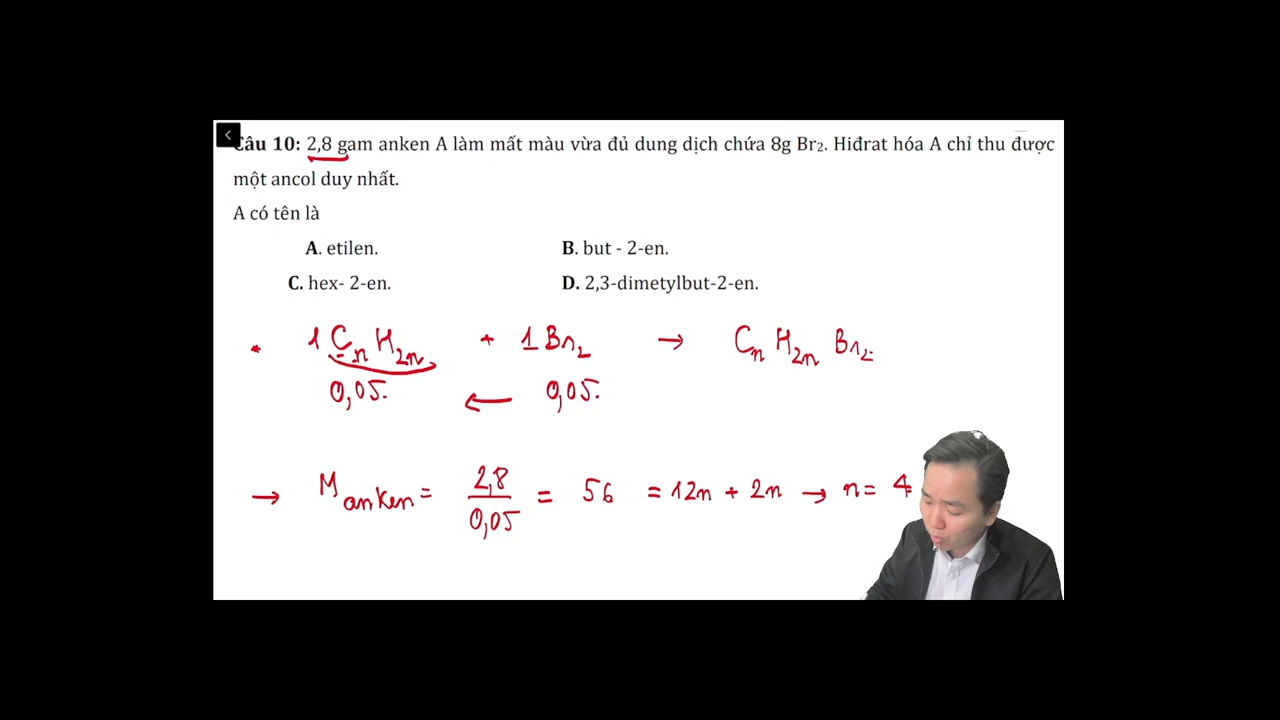 Câu 10: 2,8 gam anken A làm mất màu vừa đủ dung dịch chứa 8g Br₂. Hiđrat hóa A chỉ thu được
một ancol duy nhất.
A có tên là
A. etilen. B. but - 2-en.
C. hex- 2-en. D. 2,3-dimetylbut-2-en.
1 CₙH₂ₙ + 1 Br₂ → CₙH₂ₙBr₂
0,05. ← 0,05.
→ M anken = 2,8 / 0,05 = 56 = 12n + 2n → n = 4